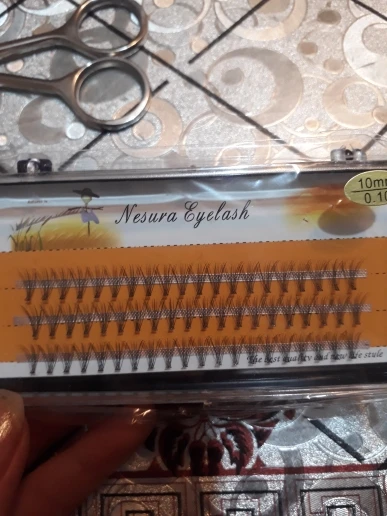 10mm
0.10
Nesura Eyelash
The best quality and new life style